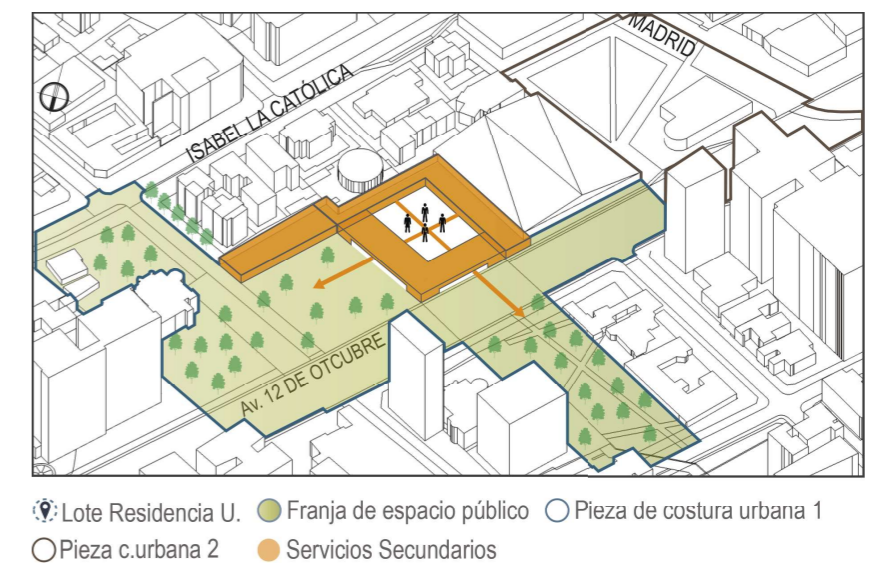 MADRID
ISABEL LA CATÓLICA
Av. 12 DE OTCUBRE
Lote Residencia U. Franja de espacio público Pieza de costura urbana 1
Pieza c.urbana 2 Servicios Secundarios